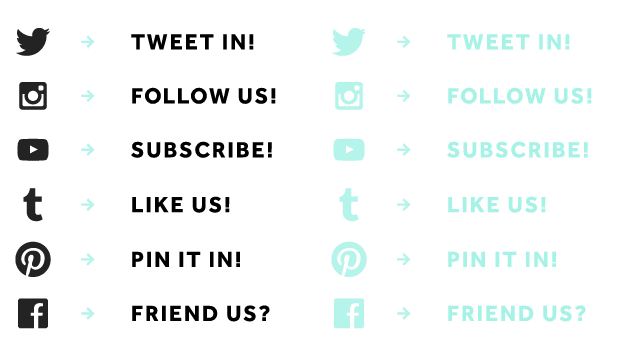 TWEET IN!
FOLLOW US!
SUBSCRIBE!
LIKE US!
PIN IT IN!
FRIEND US?
TWEET IN!
FOLLOW US!
SUBSCRIBE!
LIKE US!
PIN IT IN!
FRIEND US?